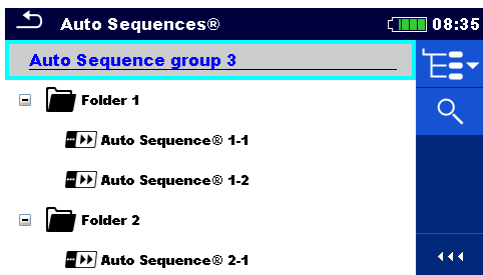 Auto Sequences® 08:35
Auto Sequence group 3
Folder 1
Auto Sequence® 1-1
Auto Sequence® 1-2
Folder 2
Auto Sequence® 2-1